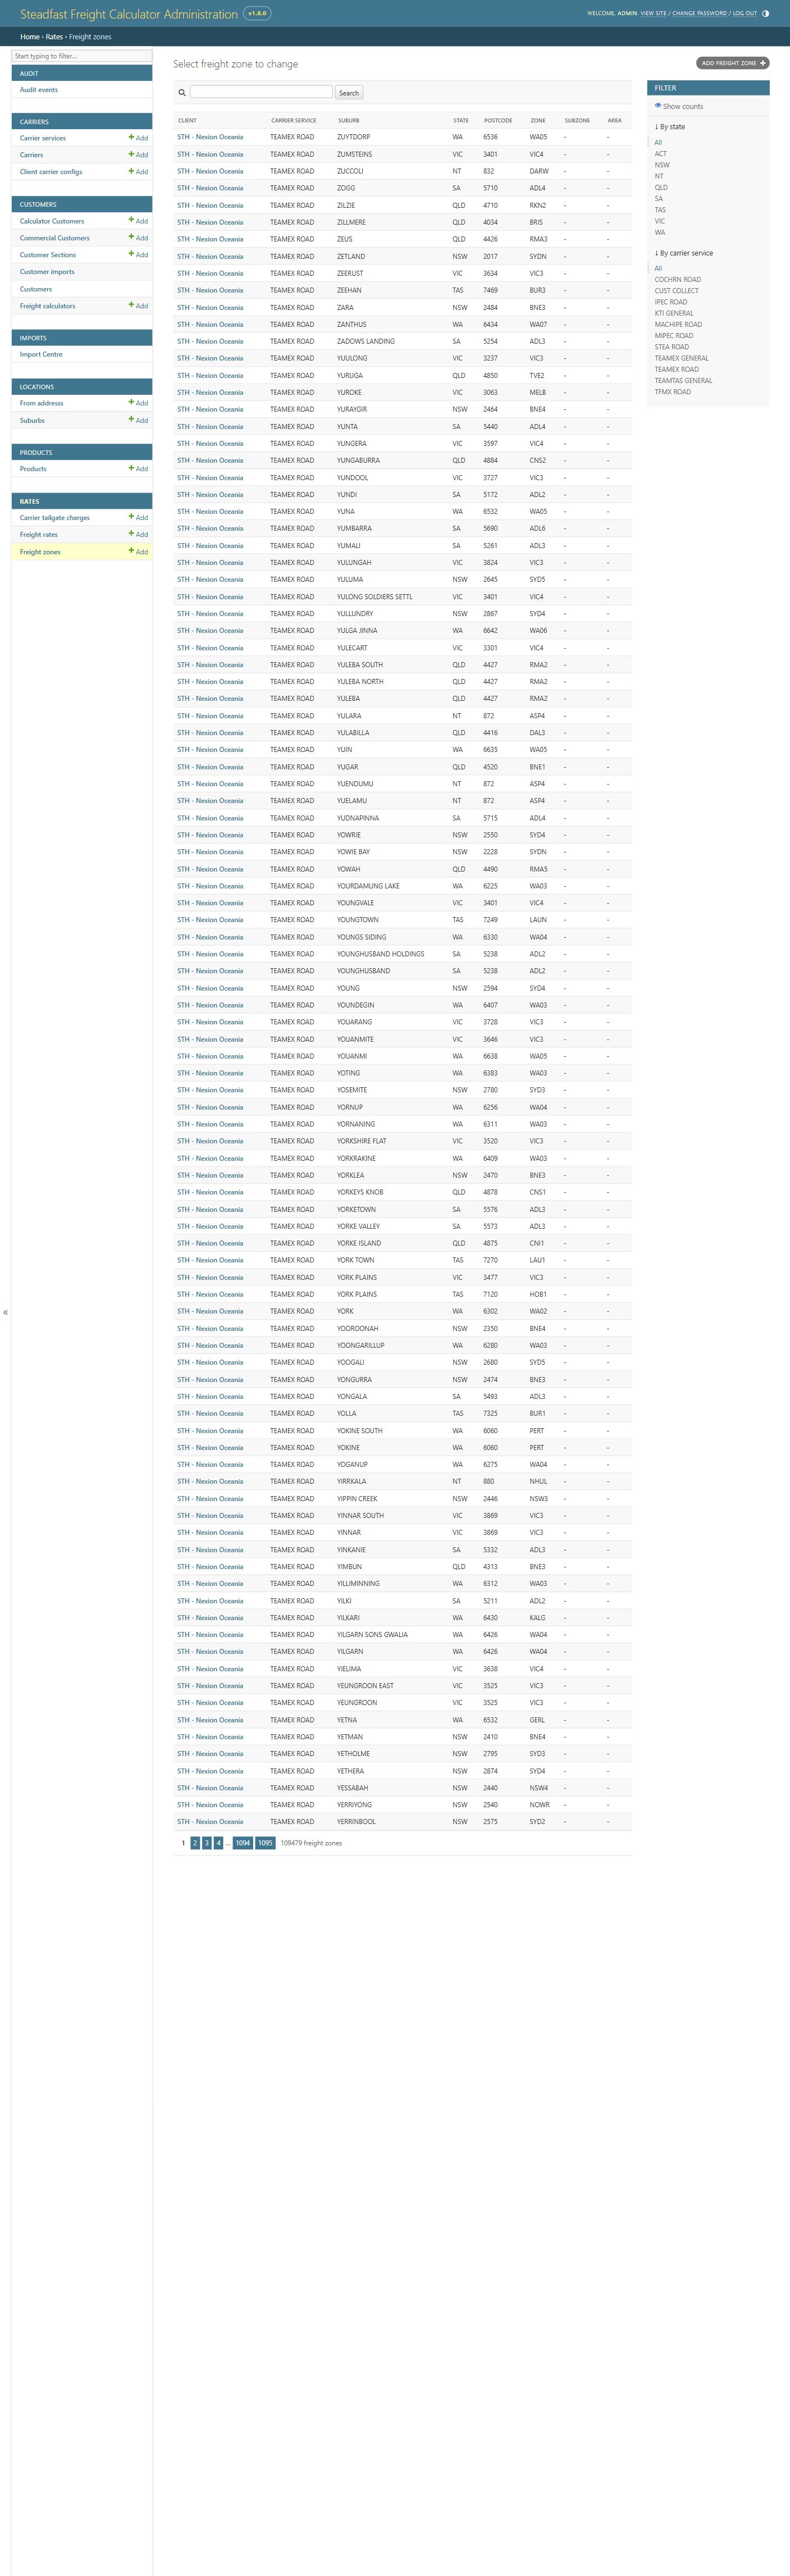 Steadfast Freight Calculator Administration v1.8.0
WELCOME, ADMIN. VIEW SITE / CHANGE PASSWORD / LOG OUT
Home › Rates › Freight zones
Start typing to filter...
AUDIT
Audit events
CARRIERS
Carrier services Add
Carriers Add
Client carrier configs Add
CUSTOMERS
Calculator Customers Add
Commercial Customers Add
Customer Sections Add
Customer imports
Customers
Freight calculators Add
IMPORTS
Import Centre
LOCATIONS
From addresss Add
Suburbs Add
PRODUCTS
Products Add
RATES
Carrier tailgate charges Add
Freight rates Add
Freight zones Add
«
Select freight zone to change
ADD FREIGHT ZONE
Search
CLIENT CARRIER SERVICE SUBURB STATE POSTCODE ZONE SUBZONE AREA
STH - Nexion Oceania TEAMEX ROAD ZUYTDORP WA 6536 WA05 - -
STH - Nexion Oceania TEAMEX ROAD ZUMSTEINS VIC 3401 VIC4 - -
STH - Nexion Oceania TEAMEX ROAD ZUCCOLI NT 832 DARW - -
STH - Nexion Oceania TEAMEX ROAD ZOGG SA 5710 ADL4 - -
STH - Nexion Oceania TEAMEX ROAD ZILZIE QLD 4710 RKN2 - -
STH - Nexion Oceania TEAMEX ROAD ZILLMERE QLD 4034 BRIS - -
STH - Nexion Oceania TEAMEX ROAD ZEUS QLD 4426 RMA3 - -
STH - Nexion Oceania TEAMEX ROAD ZETLAND NSW 2017 SYDN - -
STH - Nexion Oceania TEAMEX ROAD ZEERUST VIC 3634 VIC3 - -
STH - Nexion Oceania TEAMEX ROAD ZEEHAN TAS 7469 BUR3 - -
STH - Nexion Oceania TEAMEX ROAD ZARA NSW 2484 BNE3 - -
STH - Nexion Oceania TEAMEX ROAD ZANTHUS WA 6434 WA07 - -
STH - Nexion Oceania TEAMEX ROAD ZADOWS LANDING SA 5254 ADL3 - -
STH - Nexion Oceania TEAMEX ROAD YUULONG VIC 3237 VIC3 - -
STH - Nexion Oceania TEAMEX ROAD YURUGA QLD 4850 TVE2 - -
STH - Nexion Oceania TEAMEX ROAD YUROKE VIC 3063 MELB - -
STH - Nexion Oceania TEAMEX ROAD YURAYGIR NSW 2464 BNE4 - -
STH - Nexion Oceania TEAMEX ROAD YUNTA SA 5440 ADL4 - -
STH - Nexion Oceania TEAMEX ROAD YUNGERA VIC 3597 VIC4 - -
STH - Nexion Oceania TEAMEX ROAD YUNGABURRA QLD 4884 CNS2 - -
STH - Nexion Oceania TEAMEX ROAD YUNDOOL VIC 3727 VIC3 - -
STH - Nexion Oceania TEAMEX ROAD YUNDI SA 5172 ADL2 - -
STH - Nexion Oceania TEAMEX ROAD YUNA WA 6532 WA05 - -
STH - Nexion Oceania TEAMEX ROAD YUMBARRA SA 5690 ADL6 - -
STH - Nexion Oceania TEAMEX ROAD YUMALI SA 5261 ADL3 - -
STH - Nexion Oceania TEAMEX ROAD YULUNGAH VIC 3824 VIC3 - -
STH - Nexion Oceania TEAMEX ROAD YULUMA NSW 2645 SYD5 - -
STH - Nexion Oceania TEAMEX ROAD YULONG SOLDIERS SETTL VIC 3401 VIC4 - -
STH - Nexion Oceania TEAMEX ROAD YULLUNDRY NSW 2867 SYD4 - -
STH - Nexion Oceania TEAMEX ROAD YULGA JINNA WA 6642 WA06 - -
STH - Nexion Oceania TEAMEX ROAD YULECART VIC 3301 VIC4 - -
STH - Nexion Oceania TEAMEX ROAD YULEBA SOUTH QLD 4427 RMA2 - -
STH - Nexion Oceania TEAMEX ROAD YULEBA NORTH QLD 4427 RMA2 - -
STH - Nexion Oceania TEAMEX ROAD YULEBA QLD 4427 RMA2 - -
STH - Nexion Oceania TEAMEX ROAD YULARA NT 872 ASP4 - -
STH - Nexion Oceania TEAMEX ROAD YULABILLA QLD 4416 DAL3 - -
STH - Nexion Oceania TEAMEX ROAD YUIN WA 6635 WA05 - -
STH - Nexion Oceania TEAMEX ROAD YUGAR QLD 4520 BNE1 - -
STH - Nexion Oceania TEAMEX ROAD YUENDUMU NT 872 ASP4 - -
STH - Nexion Oceania TEAMEX ROAD YUELAMU NT 872 ASP4 - -
STH - Nexion Oceania TEAMEX ROAD YUDNAPINNA SA 5715 ADL4 - -
STH - Nexion Oceania TEAMEX ROAD YOWRIE NSW 2550 SYD4 - -
STH - Nexion Oceania TEAMEX ROAD YOWIE BAY NSW 2228 SYDN - -
STH - Nexion Oceania TEAMEX ROAD YOWAH QLD 4490 RMA5 - -
STH - Nexion Oceania TEAMEX ROAD YOURDAMUNG LAKE WA 6225 WA03 - -
STH - Nexion Oceania TEAMEX ROAD YOUNGVALE VIC 3401 VIC4 - -
STH - Nexion Oceania TEAMEX ROAD YOUNGTOWN TAS 7249 LAUN - -
STH - Nexion Oceania TEAMEX ROAD YOUNGS SIDING WA 6330 WA04 - -
STH - Nexion Oceania TEAMEX ROAD YOUNGHUSBAND HOLDINGS SA 5238 ADL2 - -
STH - Nexion Oceania TEAMEX ROAD YOUNGHUSBAND SA 5238 ADL2 - -
STH - Nexion Oceania TEAMEX ROAD YOUNG NSW 2594 SYD4 - -
STH - Nexion Oceania TEAMEX ROAD YOUNDEGIN WA 6407 WA03 - -
STH - Nexion Oceania TEAMEX ROAD YOUARANG VIC 3728 VIC3 - -
STH - Nexion Oceania TEAMEX ROAD YOUANMITE VIC 3646 VIC3 - -
STH - Nexion Oceania TEAMEX ROAD YOUANMI WA 6638 WA05 - -
STH - Nexion Oceania TEAMEX ROAD YOTING WA 6383 WA03 - -
STH - Nexion Oceania TEAMEX ROAD YOSEMITE NSW 2780 SYD3 - -
STH - Nexion Oceania TEAMEX ROAD YORNUP WA 6256 WA04 - -
STH - Nexion Oceania TEAMEX ROAD YORNANING WA 6311 WA03 - -
STH - Nexion Oceania TEAMEX ROAD YORKSHIRE FLAT VIC 3520 VIC3 - -
STH - Nexion Oceania TEAMEX ROAD YORKRAKINE WA 6409 WA03 - -
STH - Nexion Oceania TEAMEX ROAD YORKLEA NSW 2470 BNE3 - -
STH - Nexion Oceania TEAMEX ROAD YORKEYS KNOB QLD 4878 CNS1 - -
STH - Nexion Oceania TEAMEX ROAD YORKETOWN SA 5576 ADL3 - -
STH - Nexion Oceania TEAMEX ROAD YORKE VALLEY SA 5573 ADL3 - -
STH - Nexion Oceania TEAMEX ROAD YORKE ISLAND QLD 4875 CNI1 - -
STH - Nexion Oceania TEAMEX ROAD YORK TOWN TAS 7270 LAU1 - -
STH - Nexion Oceania TEAMEX ROAD YORK PLAINS VIC 3477 VIC3 - -
STH - Nexion Oceania TEAMEX ROAD YORK PLAINS TAS 7120 HOB1 - -
STH - Nexion Oceania TEAMEX ROAD YORK WA 6302 WA02 - -
STH - Nexion Oceania TEAMEX ROAD YOOROONAH NSW 2350 BNE4 - -
STH - Nexion Oceania TEAMEX ROAD YOONGARILLUP WA 6280 WA03 - -
STH - Nexion Oceania TEAMEX ROAD YOOGALI NSW 2680 SYD5 - -
STH - Nexion Oceania TEAMEX ROAD YONGURRA NSW 2474 BNE3 - -
STH - Nexion Oceania TEAMEX ROAD YONGALA SA 5493 ADL3 - -
STH - Nexion Oceania TEAMEX ROAD YOLLA TAS 7325 BUR1 - -
STH - Nexion Oceania TEAMEX ROAD YOKINE SOUTH WA 6060 PERT - -
STH - Nexion Oceania TEAMEX ROAD YOKINE WA 6060 PERT - -
STH - Nexion Oceania TEAMEX ROAD YOGANUP WA 6275 WA04 - -
STH - Nexion Oceania TEAMEX ROAD YIRRKALA NT 880 NHUL - -
STH - Nexion Oceania TEAMEX ROAD YIPPIN CREEK NSW 2446 NSW3 - -
STH - Nexion Oceania TEAMEX ROAD YINNAR SOUTH VIC 3869 VIC3 - -
STH - Nexion Oceania TEAMEX ROAD YINNAR VIC 3869 VIC3 - -
STH - Nexion Oceania TEAMEX ROAD YINKANIE SA 5332 ADL3 - -
STH - Nexion Oceania TEAMEX ROAD YIMBUN QLD 4313 BNE3 - -
STH - Nexion Oceania TEAMEX ROAD YILLIMINNING WA 6312 WA03 - -
STH - Nexion Oceania TEAMEX ROAD YILKI SA 5211 ADL2 - -
STH - Nexion Oceania TEAMEX ROAD YILKARI WA 6430 KALG - -
STH - Nexion Oceania TEAMEX ROAD YILGARN SONS GWALIA WA 6426 WA04 - -
STH - Nexion Oceania TEAMEX ROAD YILGARN WA 6426 WA04 - -
STH - Nexion Oceania TEAMEX ROAD YIELIMA VIC 3638 VIC4 - -
STH - Nexion Oceania TEAMEX ROAD YEUNGROON EAST VIC 3525 VIC3 - -
STH - Nexion Oceania TEAMEX ROAD YEUNGROON VIC 3525 VIC3 - -
STH - Nexion Oceania TEAMEX ROAD YETNA WA 6532 GERL - -
STH - Nexion Oceania TEAMEX ROAD YETMAN NSW 2410 BNE4 - -
STH - Nexion Oceania TEAMEX ROAD YETHOLME NSW 2795 SYD3 - -
STH - Nexion Oceania TEAMEX ROAD YETHERA NSW 2874 SYD4 - -
STH - Nexion Oceania TEAMEX ROAD YESSABAH NSW 2440 NSW4 - -
STH - Nexion Oceania TEAMEX ROAD YERRIYONG NSW 2540 NOWR - -
STH - Nexion Oceania TEAMEX ROAD YERRINBOOL NSW 2575 SYD2 - -
1 2 3 4 ... 1094 1095 109479 freight zones
FILTER
Show counts
↓ By state
All
ACT
NSW
NT
QLD
SA
TAS
VIC
WA
↓ By carrier service
All
COCHRN ROAD
CUST COLLECT
IPEC ROAD
KTI GENERAL
MACHIPE ROAD
MIPEC ROAD
STEA ROAD
TEAMEX GENERAL
TEAMEX ROAD
TEAMTAS GENERAL
TFMX ROAD